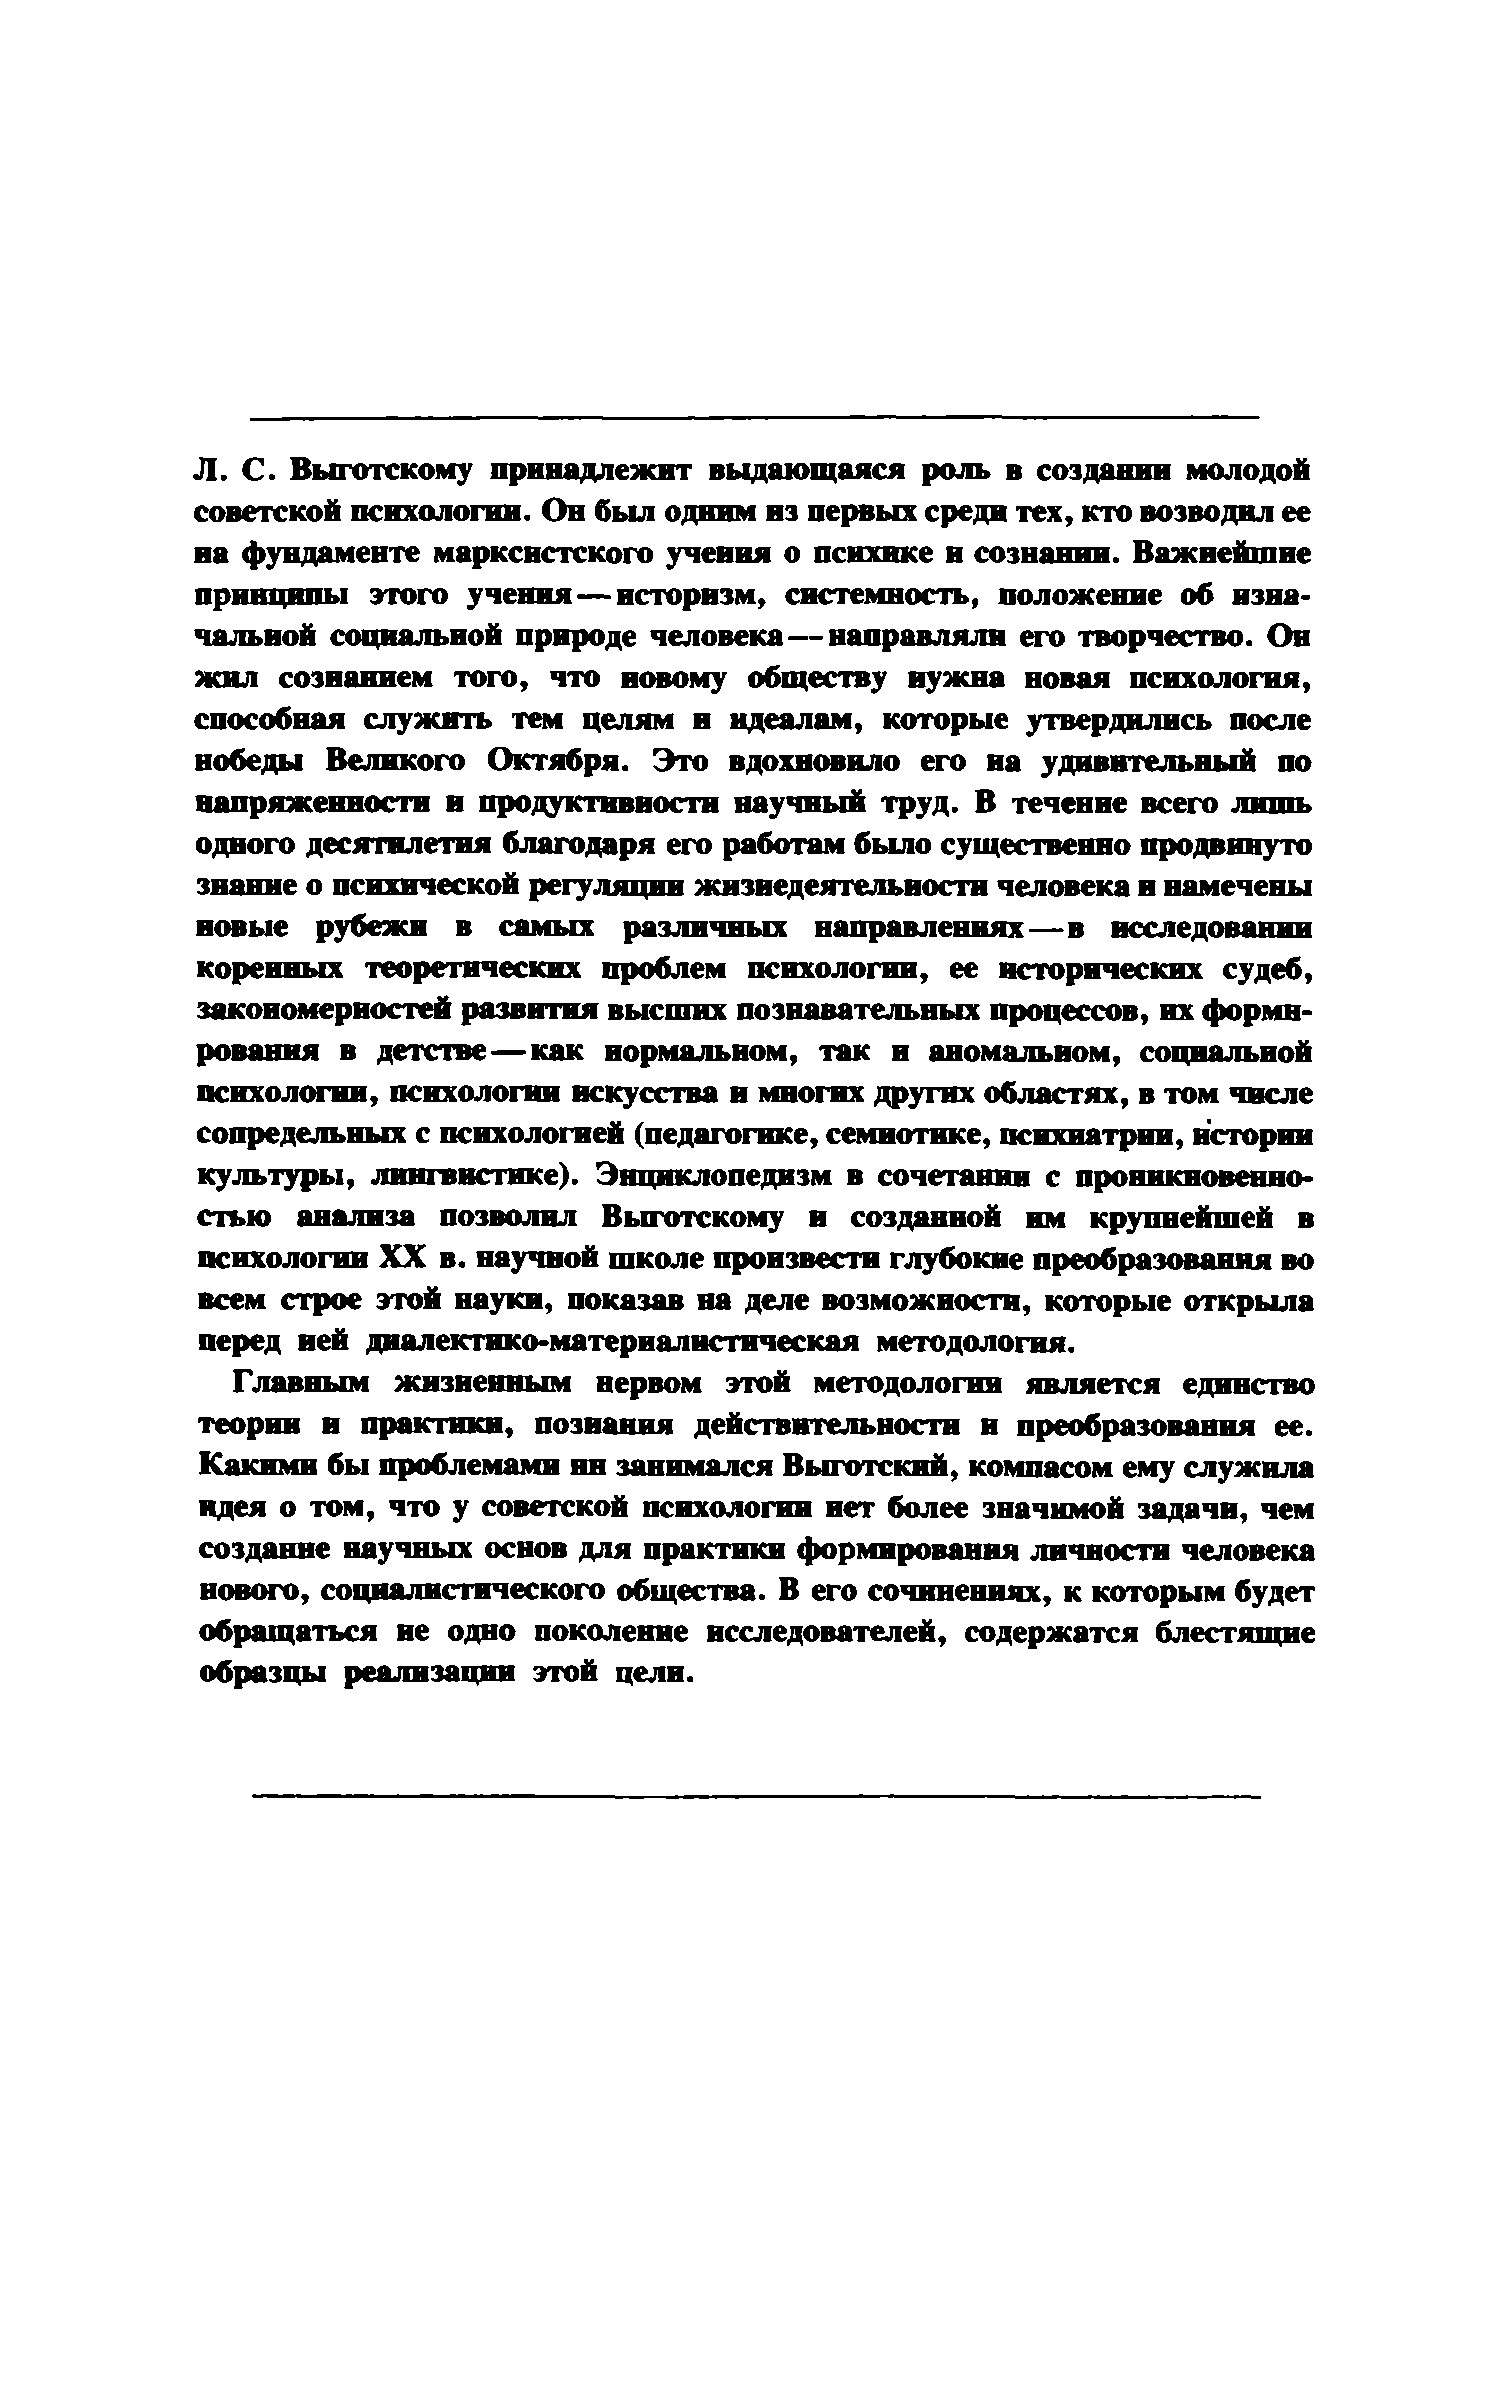 Л. С. Выготскому принадлежит выдающаяся роль в создании молодой
советской психологии. Он был одним из первых среди тех, кто возводил ее
на фундаменте марксистского учения о психике и сознании. Важнейшие
принципы этого учения — историзм, системность, положение об изна-
чальной социальной природе человека — направляли его творчество. Он
жил сознанием того, что новому обществу нужна новая психология,
способная служить тем целям и идеалам, которые утвердились после
победы Великого Октября. Это вдохновило его на удивительный по
напряженности и продуктивности научный труд. В течение всего лишь
одного десятилетия благодаря его работам было существенно продвинуто
знание о психической регуляции жизнедеятельности человека и намечены
новые рубежи в самых различных направлениях — в исследовании
коренных теоретических проблем психологии, ее исторических судеб,
закономерностей развития высших познавательных процессов, их форми-
рования в детстве — как нормальном, так и аномальном, социальной
психологии, психологии искусства и многих других областях, в том числе
сопредельных с психологией (педагогике, семиотике, психиатрии, истории
культуры, лингвистике). Энциклопедизм в сочетании с проникновенно-
стью анализа позволил Выготскому и созданной им крупнейшей в
психологии XX в. научной школе произвести глубокие преобразования во
всем строе этой науки, показав на деле возможности, которые открыла
перед ней диалектико-материалистическая методология.
Главным жизненным нервом этой методологии является единство
теории и практики, познания действительности и преобразования ее.
Какими бы проблемами ни занимался Выготский, компасом ему служила
идея о том, что у советской психологии нет более значимой задачи, чем
создание научных основ для практики формирования личности человека
нового, социалистического общества. В его сочинениях, к которым будет
обращаться не одно поколение исследователей, содержатся блестящие
образцы реализации этой цели.